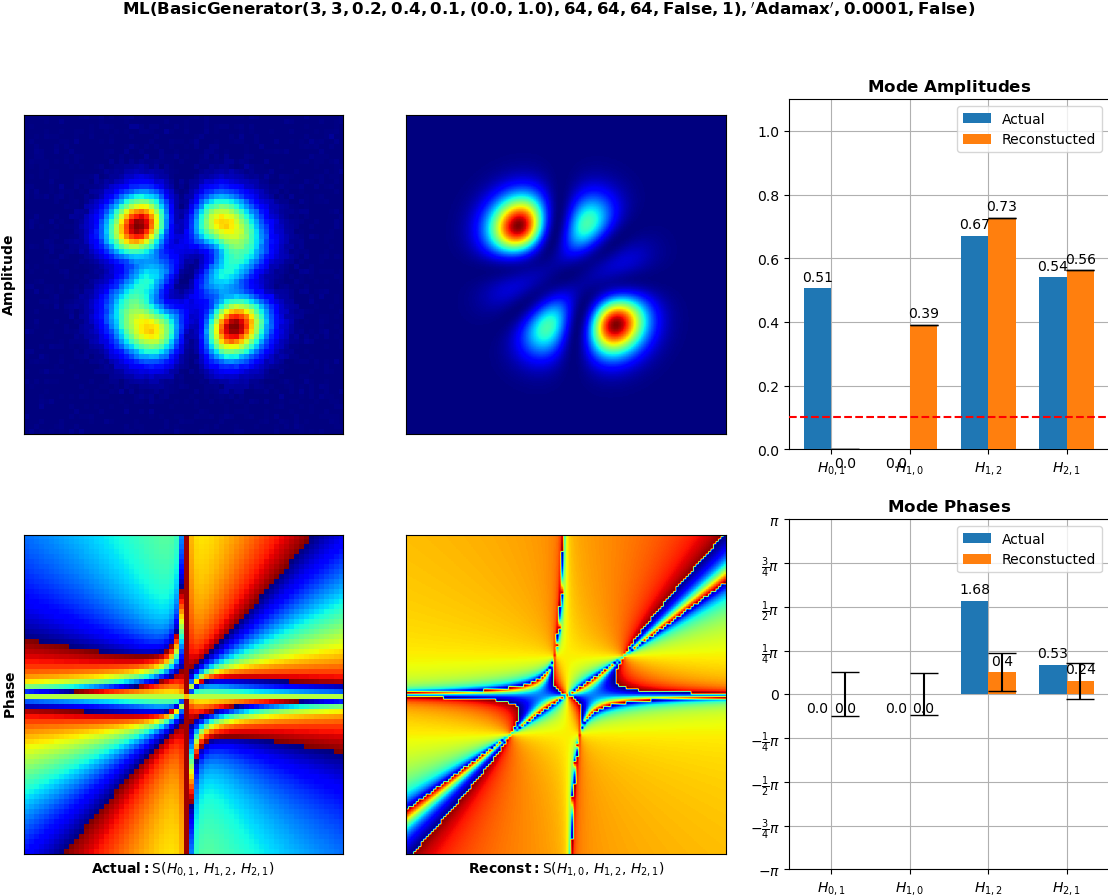 ML(BasicGenerator(3, 3, 0.2, 0.4, 0.1, (0.0, 1.0), 64, 64, 64, False, 1), ′Adamax′, 0.0001, False)
Amplitude
Mode Amplitudes
Actual
Reconstucted
1.0
0.8
0.6
0.4
0.2
0.0
0.51
0.0
0.0
0.39
0.67
0.73
0.54
0.56
H0,1
H1,0
H1,2
H2,1
Phase
Actual: S(H0,1, H1,2, H2,1)
Reconst: S(H1,0, H1,2, H2,1)
Mode Phases
Actual
Reconstucted
π
3/4π
1/2π
1/4π
0
−1/4π
−1/2π
−3/4π
−π
0.0
0.0
0.0
0.0
1.68
0.4
0.53
0.24
H0,1
H1,0
H1,2
H2,1